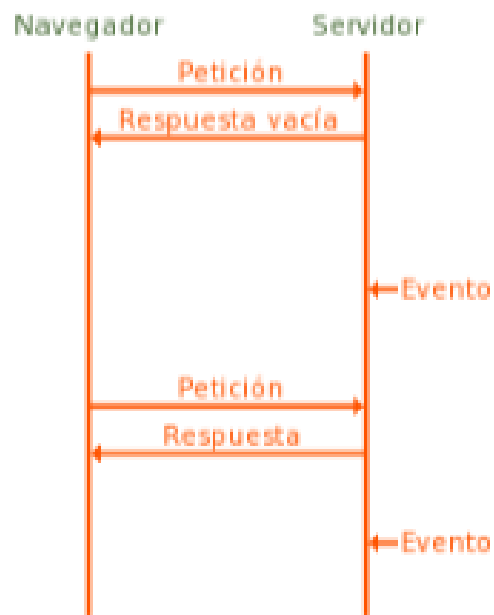 Navegador Servidor
Petición
Respuesta vacía
Evento
Petición
Respuesta
Evento